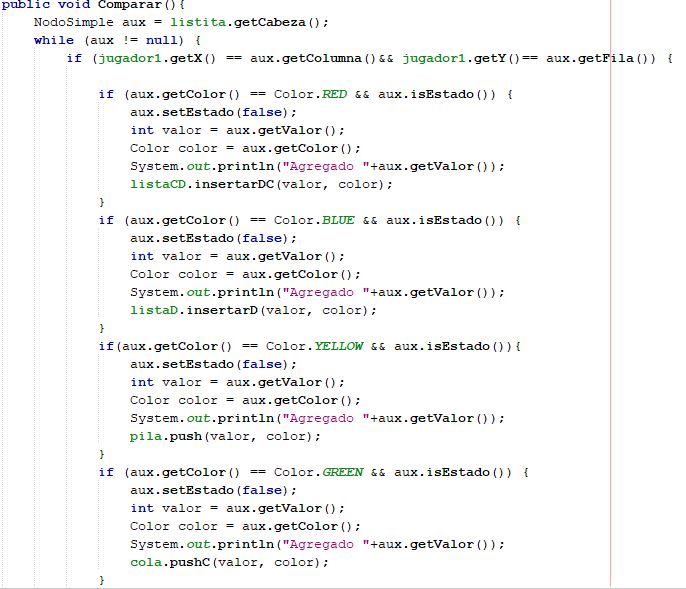 public void Comparar(){
    NodoSimple aux = listita.getCabeza();
    while (aux != null) {
        if (jugador1.getX() == aux.getColumna()&& jugador1.getY()== aux.getFila()) {

            if (aux.getColor() == Color.RED && aux.isEstado()) {
                aux.setEstado(false);
                int valor = aux.getValor();
                Color color = aux.getColor();
                System.out.println("Agregado "+aux.getValor());
                listaCD.insertarDC(valor, color);
            }
            if (aux.getColor() == Color.BLUE && aux.isEstado()) {
                aux.setEstado(false);
                int valor = aux.getValor();
                Color color = aux.getColor();
                System.out.println("Agregado "+aux.getValor());
                listaD.insertarD(valor, color);
            }
            if(aux.getColor() == Color.YELLOW && aux.isEstado()){
                aux.setEstado(false);
                int valor = aux.getValor();
                Color color = aux.getColor();
                System.out.println("Agregado "+aux.getValor());
                pila.push(valor, color);
            }
            if (aux.getColor() == Color.GREEN && aux.isEstado()) {
                aux.setEstado(false);
                int valor = aux.getValor();
                Color color = aux.getColor();
                System.out.println("Agregado "+aux.getValor());
                cola.pushC(valor, color);
            }